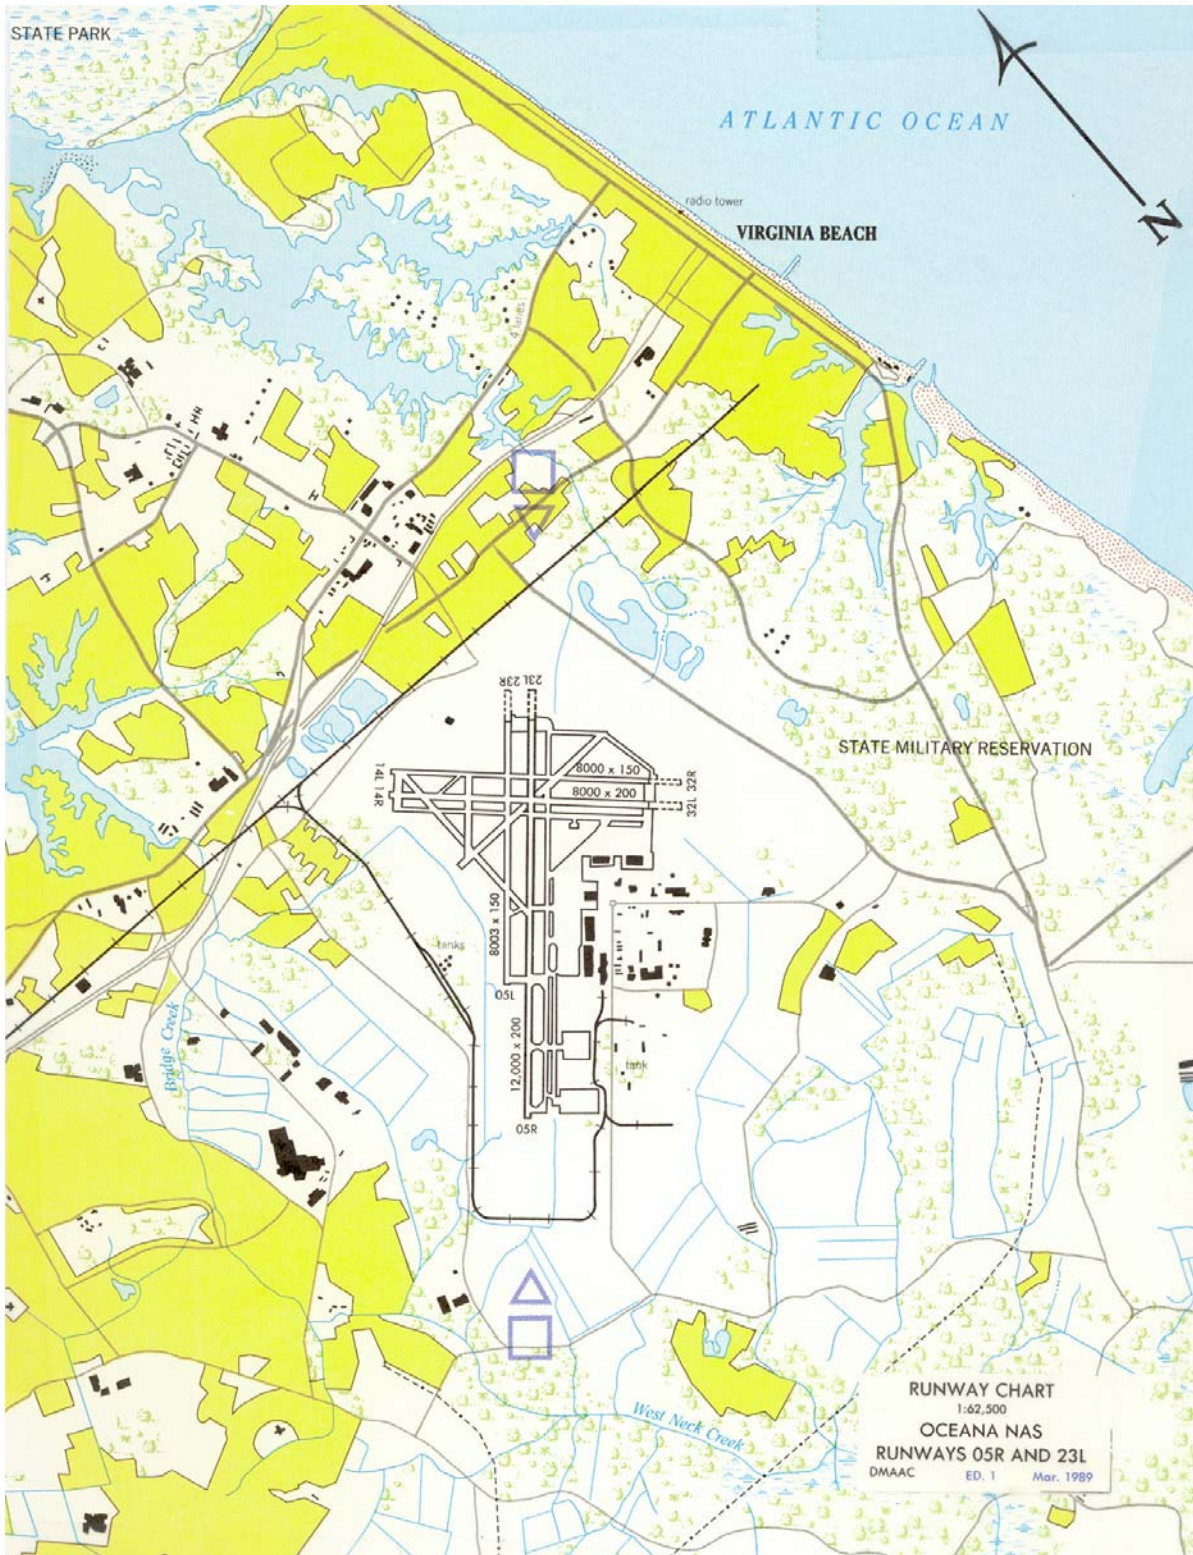 STATE PARK
ATLANTIC OCEAN
N
radio tower
VIRGINIA BEACH
4 lanes
23R
23L
STATE MILITARY RESERVATION
14L
14R
8000 x 150
8000 x 200
32R
32L
8003 x 150
tanks
05L
Bridge Creek
12,000 x 200
tank
05R
West Neck Creek
RUNWAY CHART
1:62,500
OCEANA NAS
RUNWAYS 05R AND 23L
DMAAC ED. 1 Mar. 1989